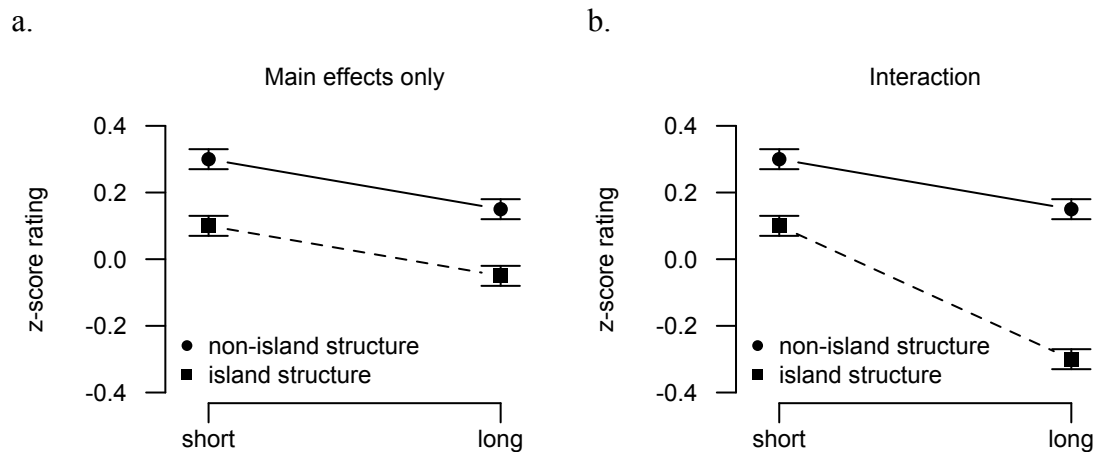 a.
Main effects only
z-score rating
0.4
0.2
0.0
-0.2
-0.4
non-island structure
island structure
short long
b.
Interaction
z-score rating
0.4
0.2
0.0
-0.2
-0.4
non-island structure
island structure
short long